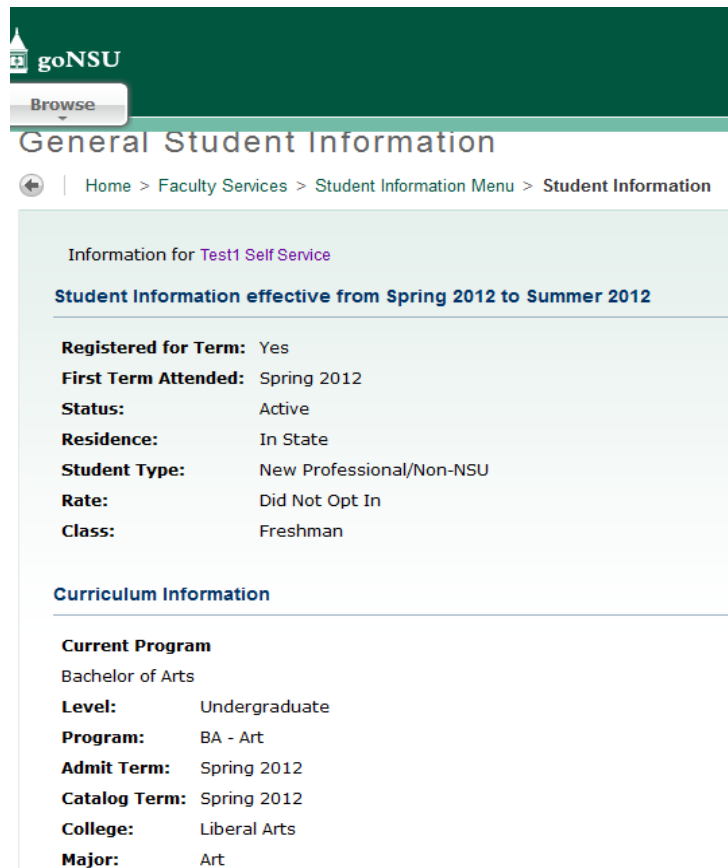 goNSU
Browse
General Student Information
Home > Faculty Services > Student Information Menu > Student Information
Information for Test1 Self Service
Student Information effective from Spring 2012 to Summer 2012
Registered for Term: Yes
First Term Attended: Spring 2012
Status: Active
Residence: In State
Student Type: New Professional/Non-NSU
Rate: Did Not Opt In
Class: Freshman
Curriculum Information
Current Program
Bachelor of Arts
Level: Undergraduate
Program: BA - Art
Admit Term: Spring 2012
Catalog Term: Spring 2012
College: Liberal Arts
Major: Art